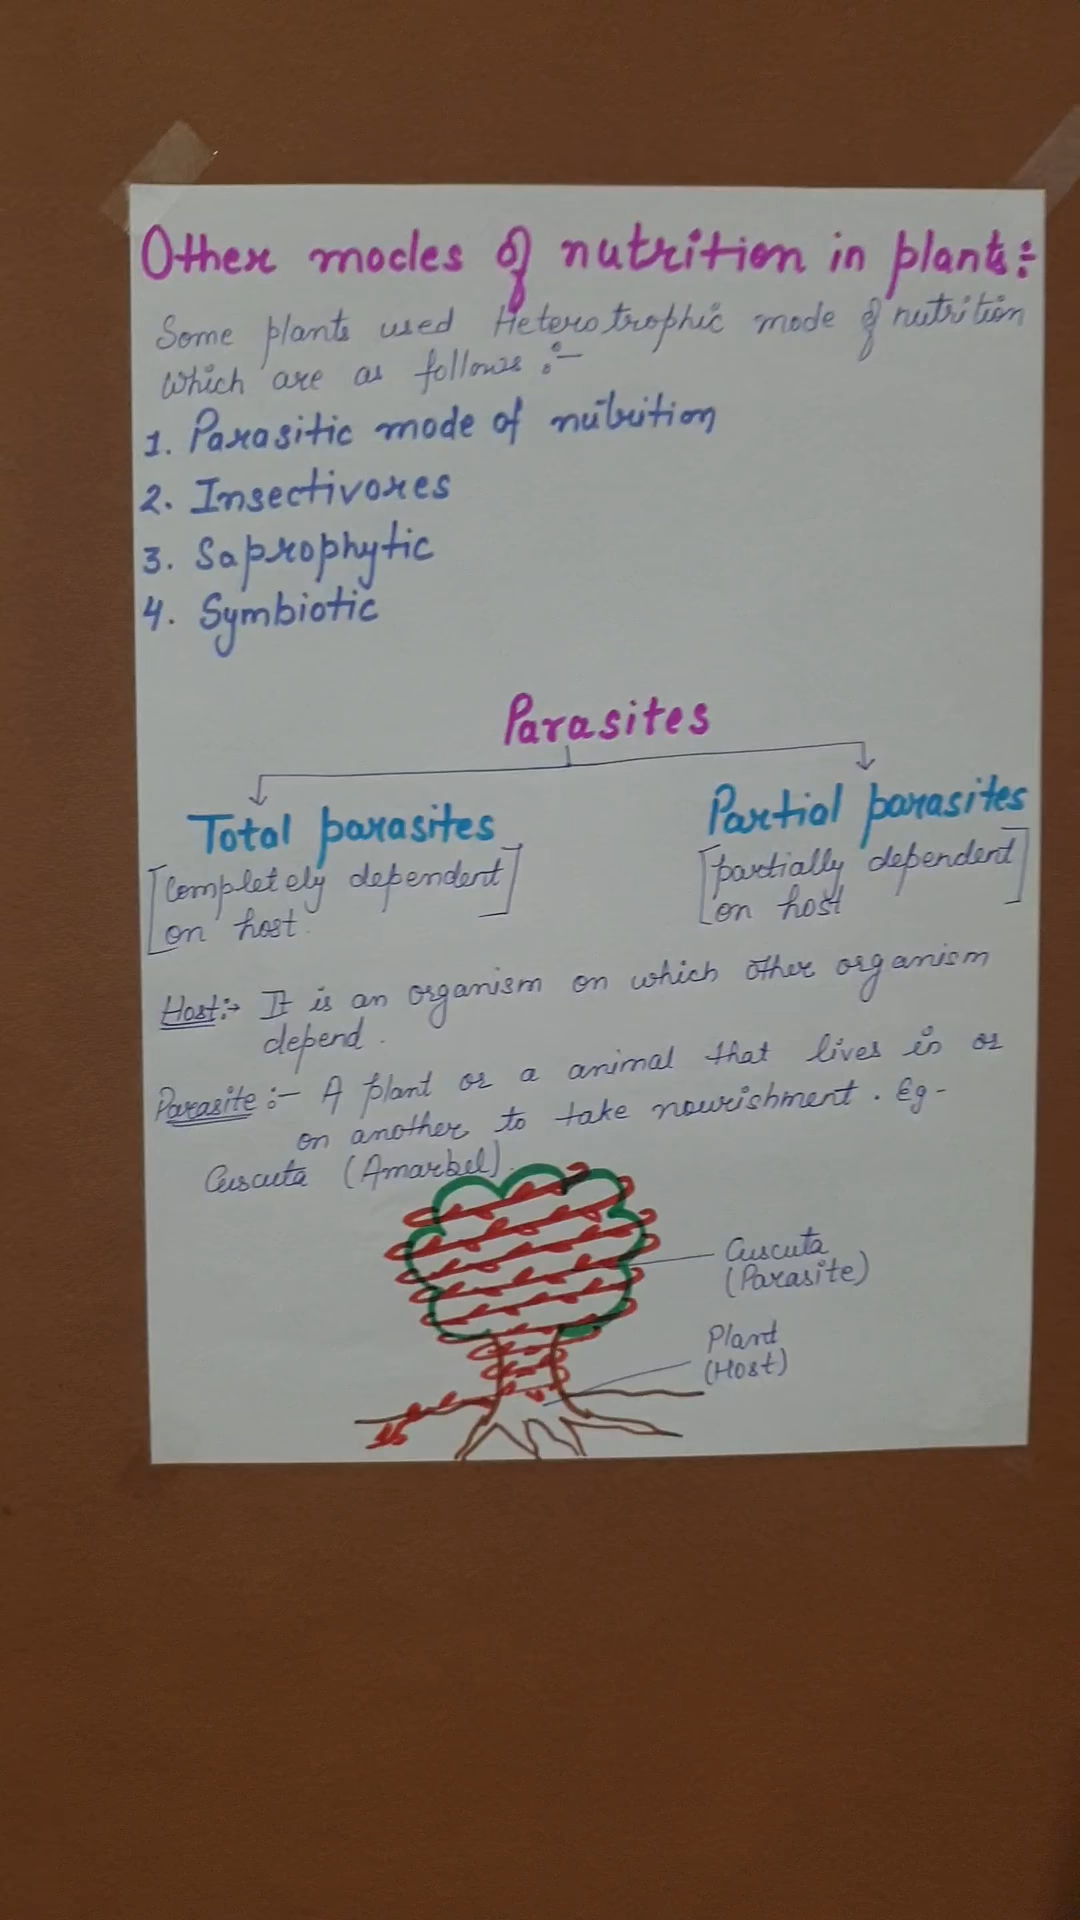 Other modes of nutrition in plants:
Some plants used Heterotrophic mode of nutrition
which are as follows :-
1. Parasitic mode of nutrition
2. Insectivores
3. Saprophytic
4. Symbiotic
Parasites
Total parasites
[Completely dependent]
on host.
Partial parasites
[partially dependent]
on host
Host:→ It is an organism on which other organism
depend.
Parasite :- A plant or a animal that lives in or
on another to take nourishment. Eg-
Cuscuta (Amarbel).
Cuscuta
(Parasite)
Plant
(Host)